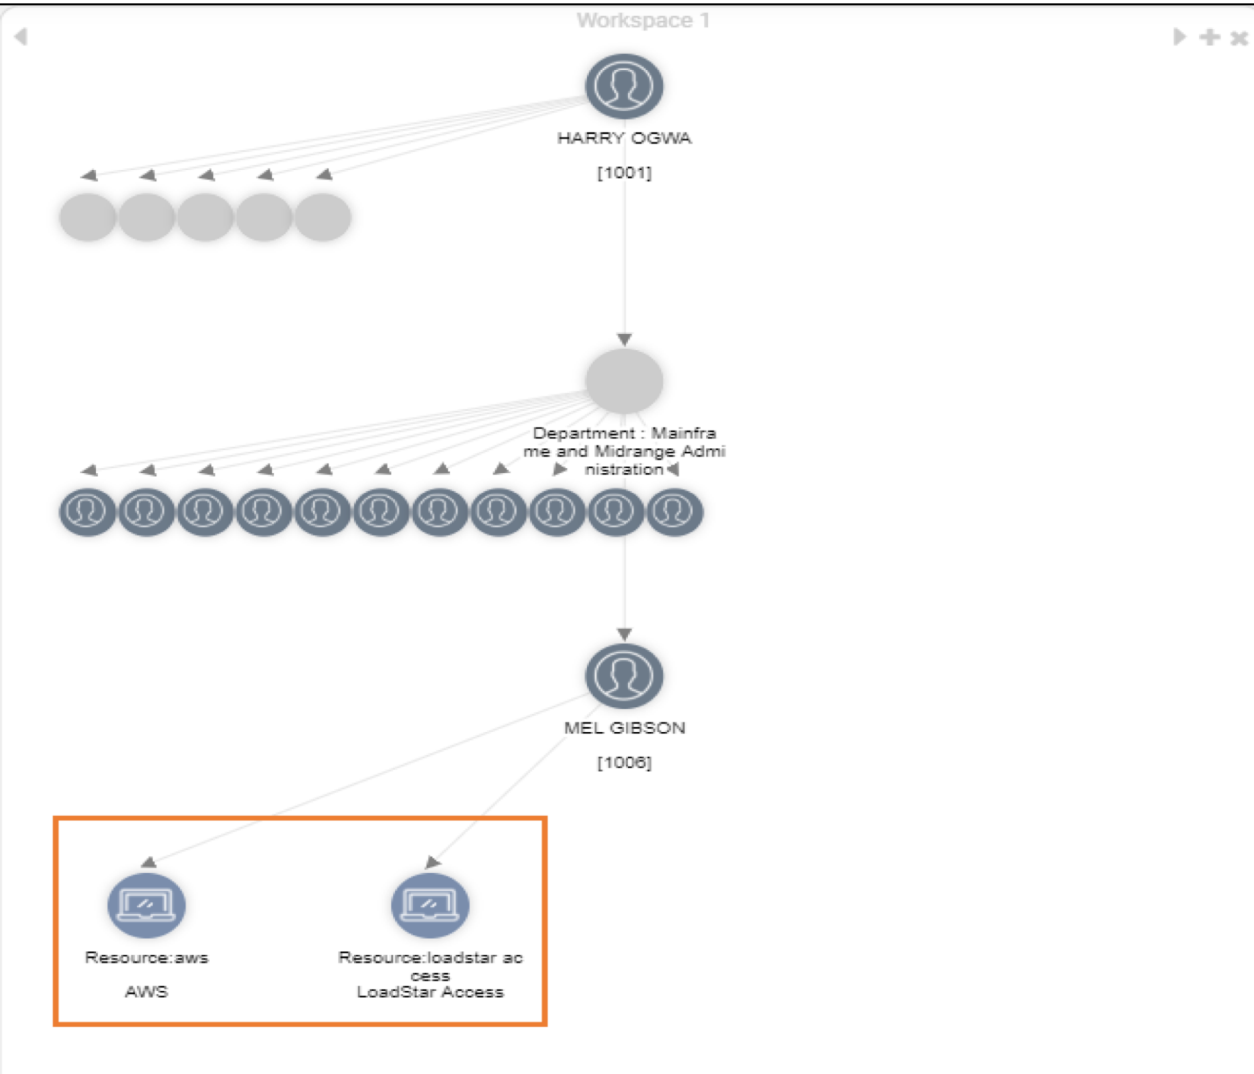 Workspace 1
HARRY OGWA
[1001]
Department : Mainfra
me and Midrange Admi
nistration
MEL GIBSON
[1006]
Resource:aws
AWS
Resource:loadstar ac
cess
LoadStar Access